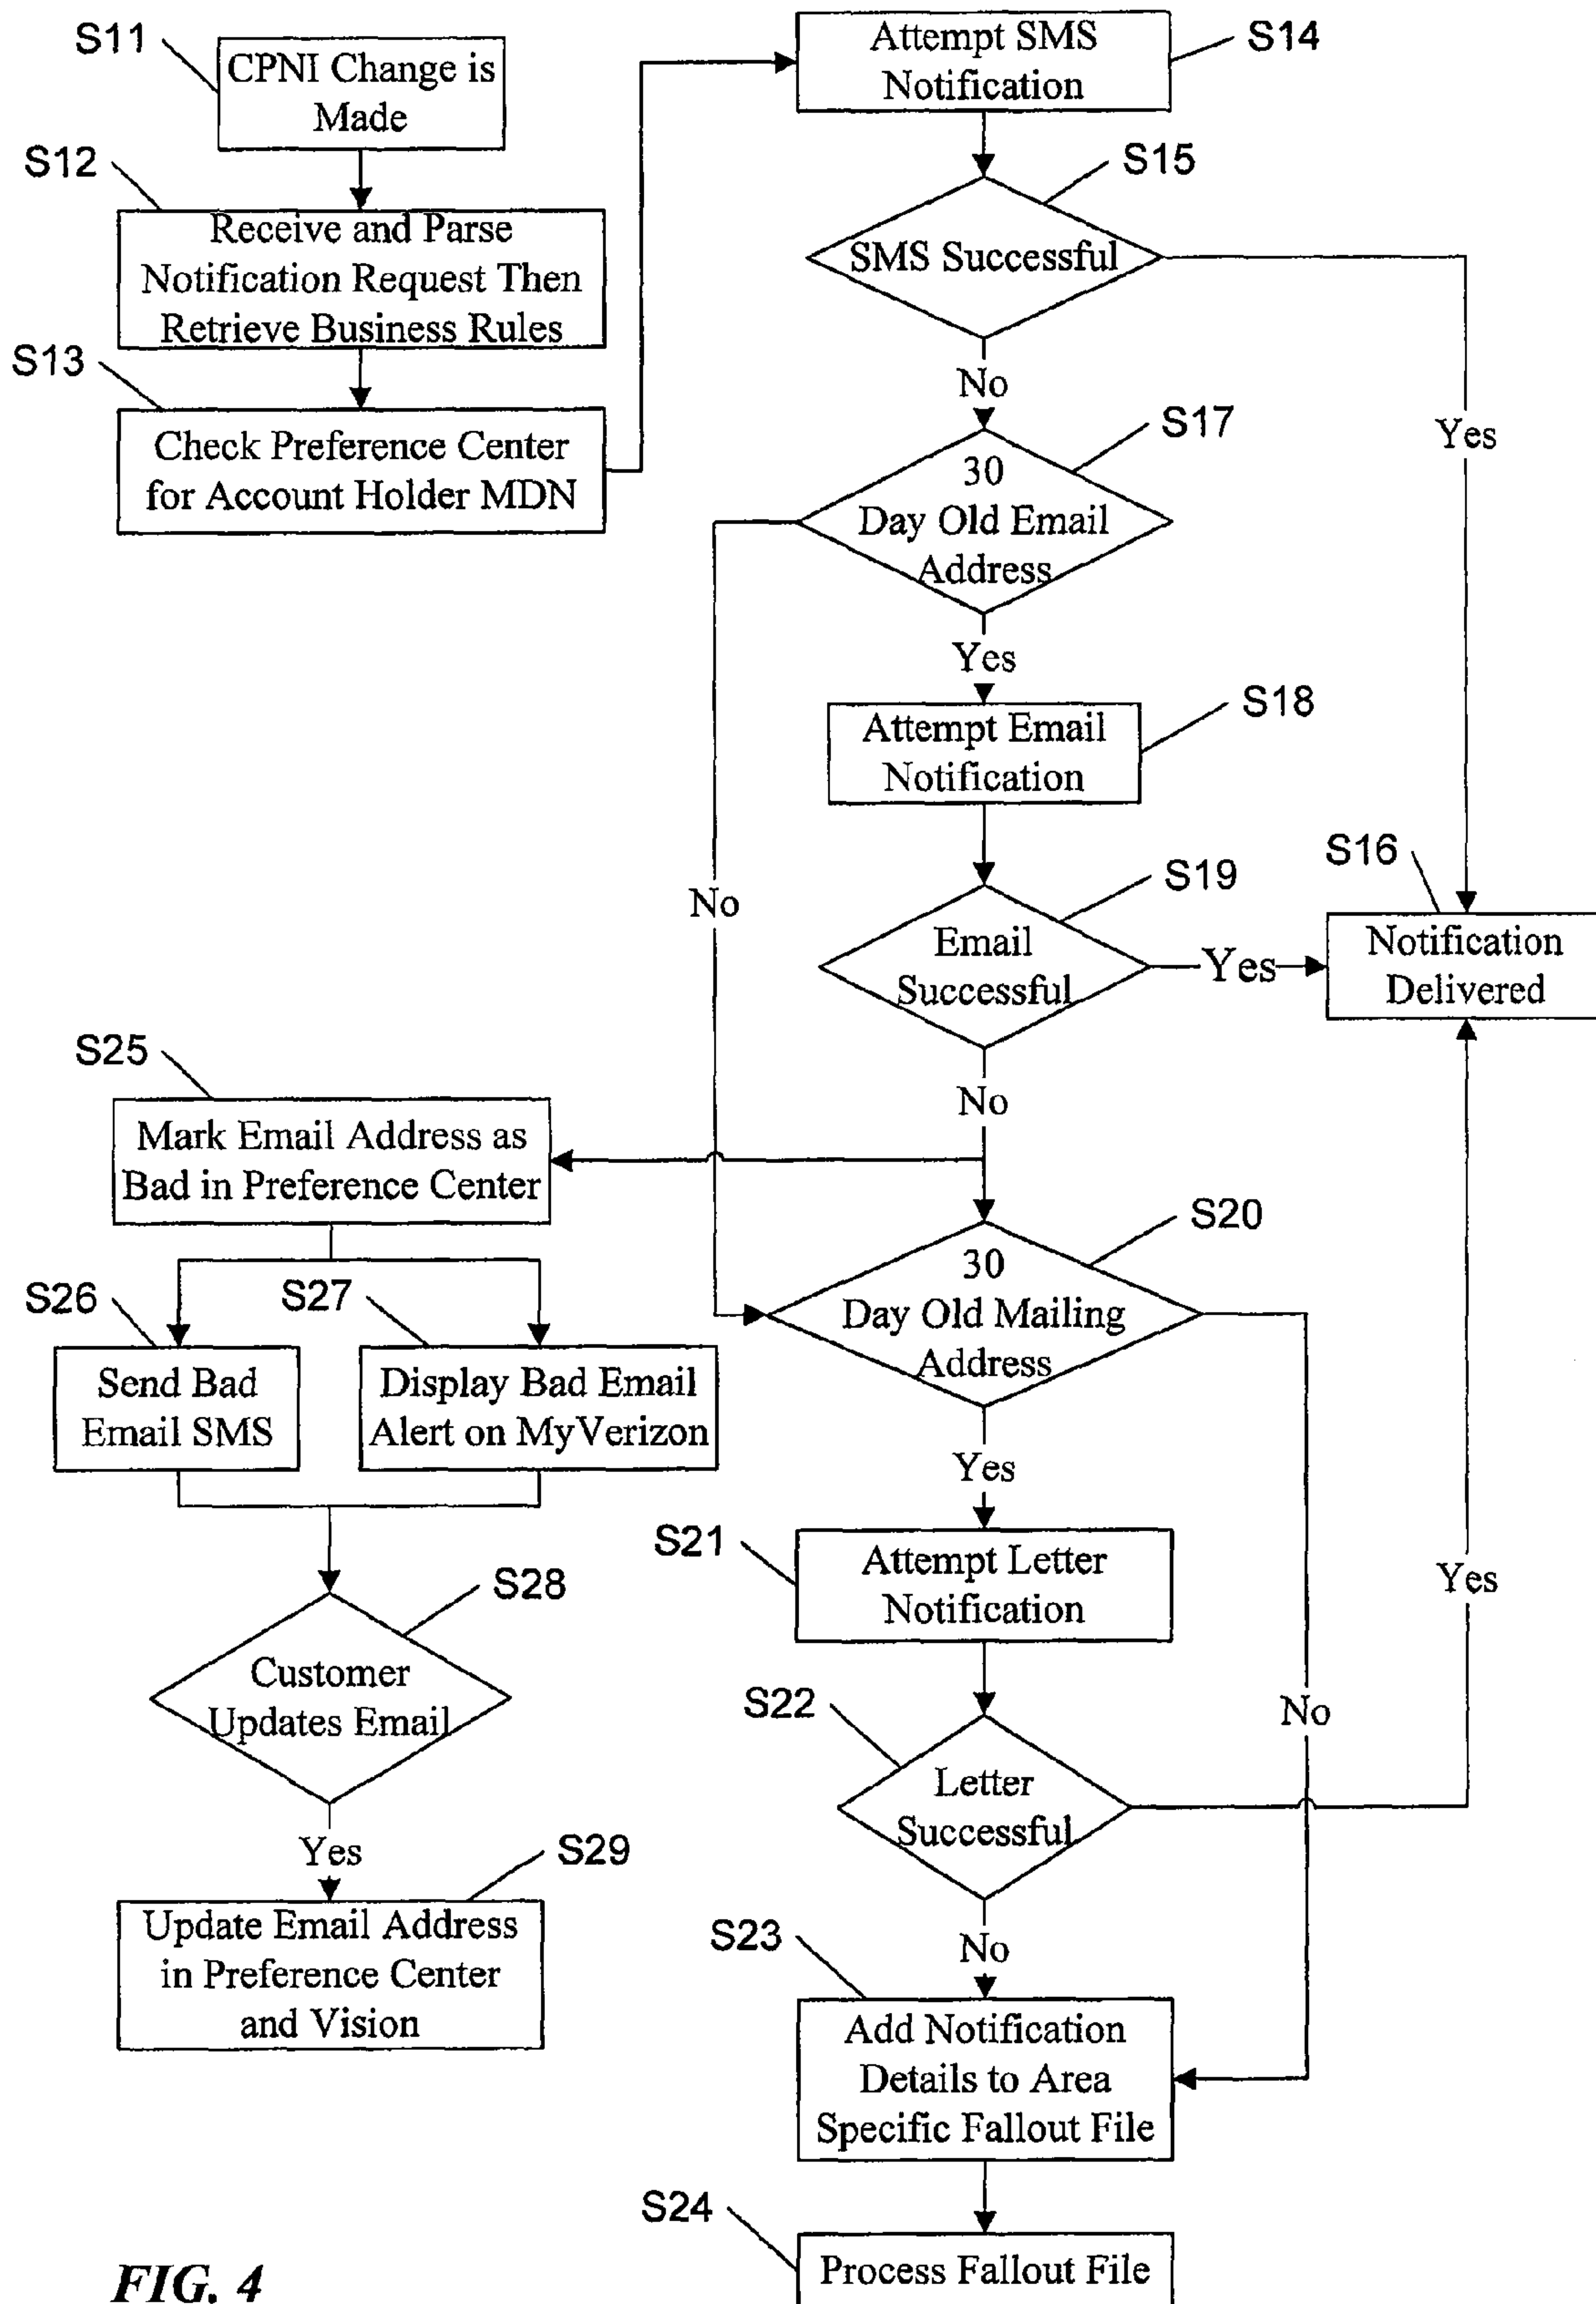 S11
CPNI Change is
Made
S12
Receive and Parse
Notification Request Then
Retrieve Business Rules
S13
Check Preference Center
for Account Holder MDN
Attempt SMS
Notification
S14
S15
SMS Successful
Yes
No
S17
30
Day Old Email
Address
No
Yes
S18
Attempt Email
Notification
S19
Email
Successful
Yes
S16
Notification
Delivered
No
S25
Mark Email Address as
Bad in Preference Center
S26
Send Bad
Email SMS
S27
Display Bad Email
Alert on MyVerizon
S28
Customer
Updates Email
Yes
S29
Update Email Address
in Preference Center
and Vision
S20
30
Day Old Mailing
Address
Yes
No
S21
Attempt Letter
Notification
S22
Letter
Successful
Yes
No
S23
Add Notification
Details to Area
Specific Fallout File
S24
Process Fallout File
FIG. 4